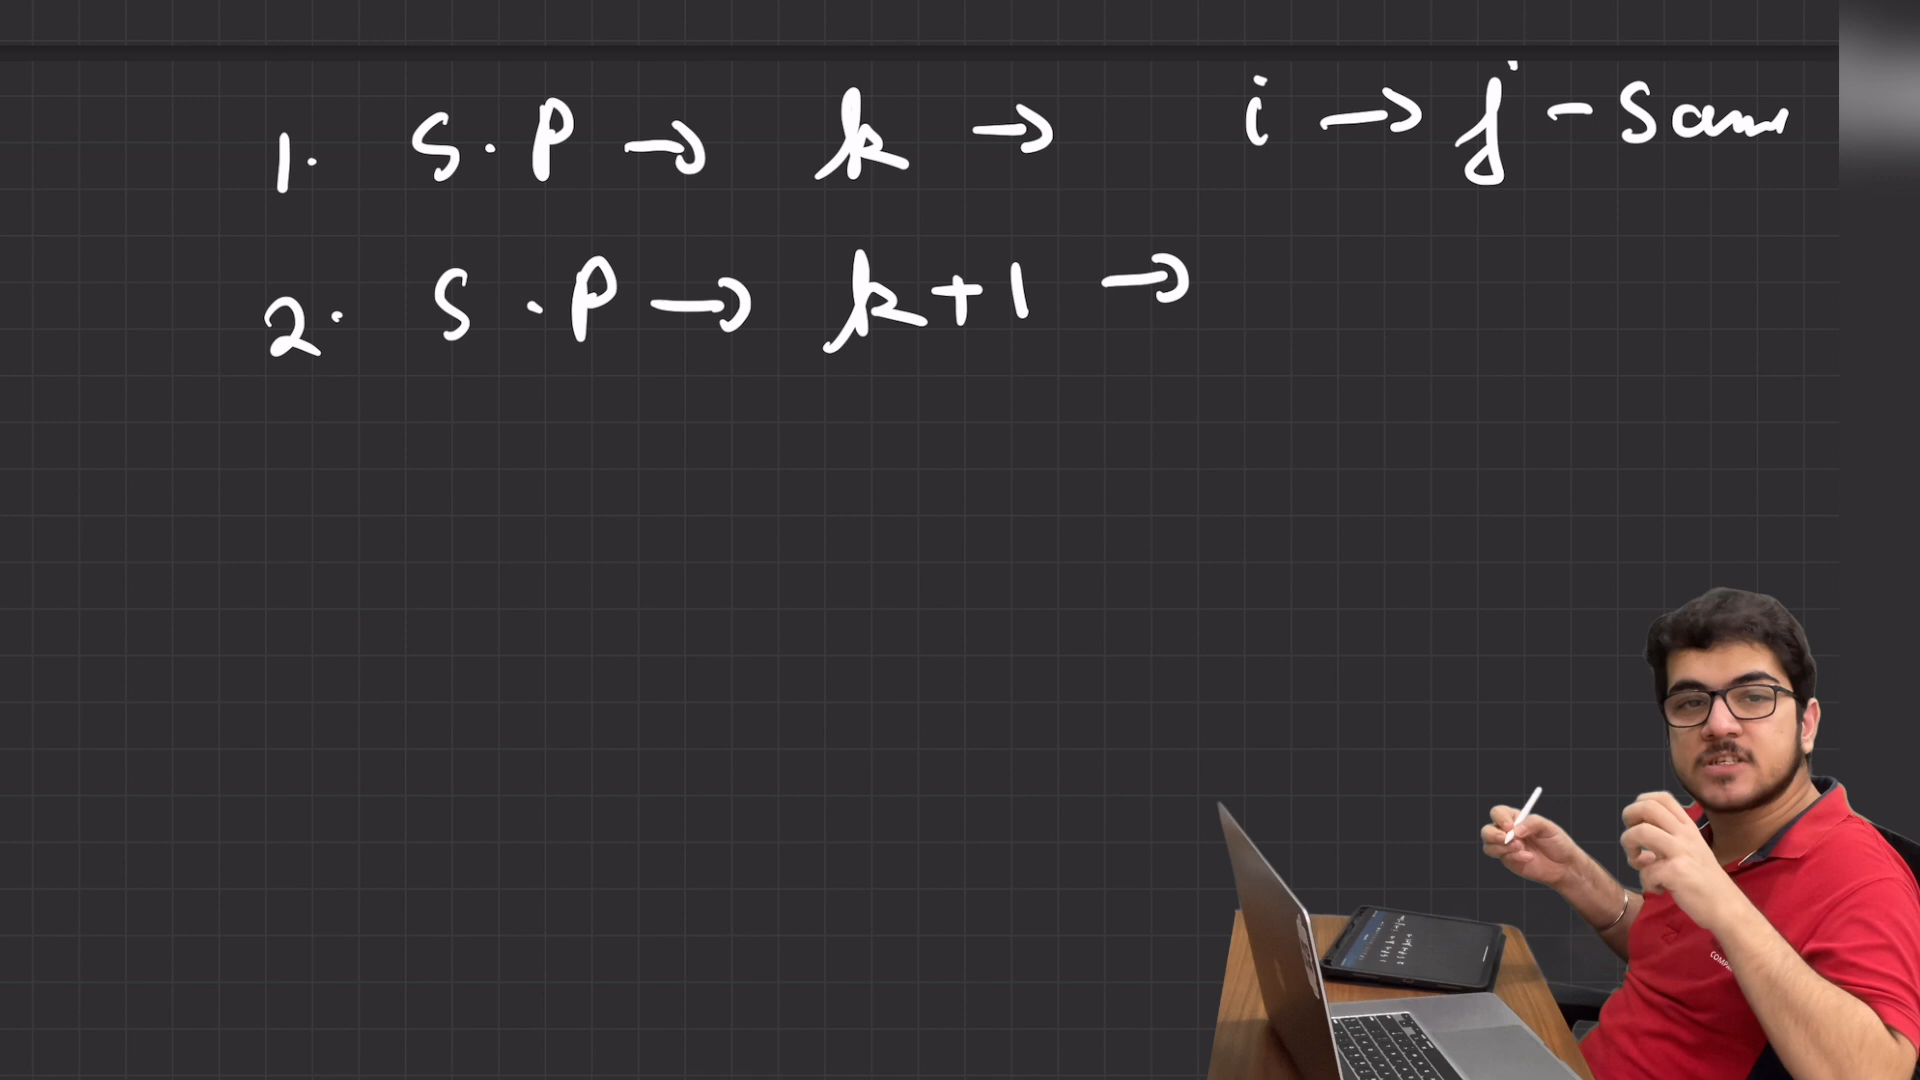 1. S.P → k → i → j - Same
2. S.P → k+1 →